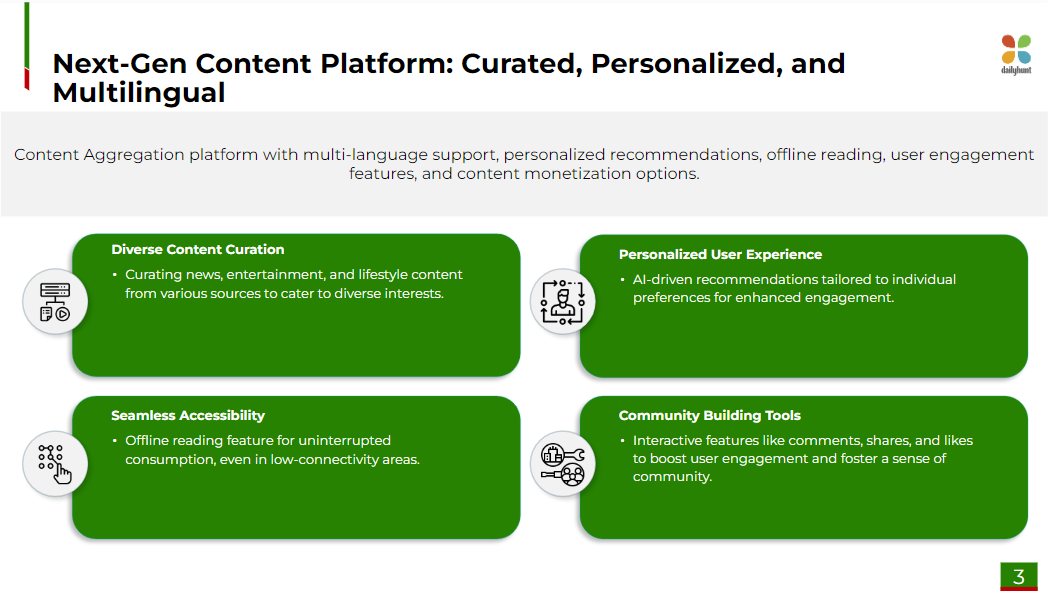 Next-Gen Content Platform: Curated, Personalized, and
Multilingual
dailyhunt
Content Aggregation platform with multi-language support, personalized recommendations, offline reading, user engagement
features, and content monetization options.
Diverse Content Curation
• Curating news, entertainment, and lifestyle content
from various sources to cater to diverse interests.
Personalized User Experience
• AI-driven recommendations tailored to individual
preferences for enhanced engagement.
Seamless Accessibility
• Offline reading feature for uninterrupted
consumption, even in low-connectivity areas.
Community Building Tools
• Interactive features like comments, shares, and likes
to boost user engagement and foster a sense of
community.
3